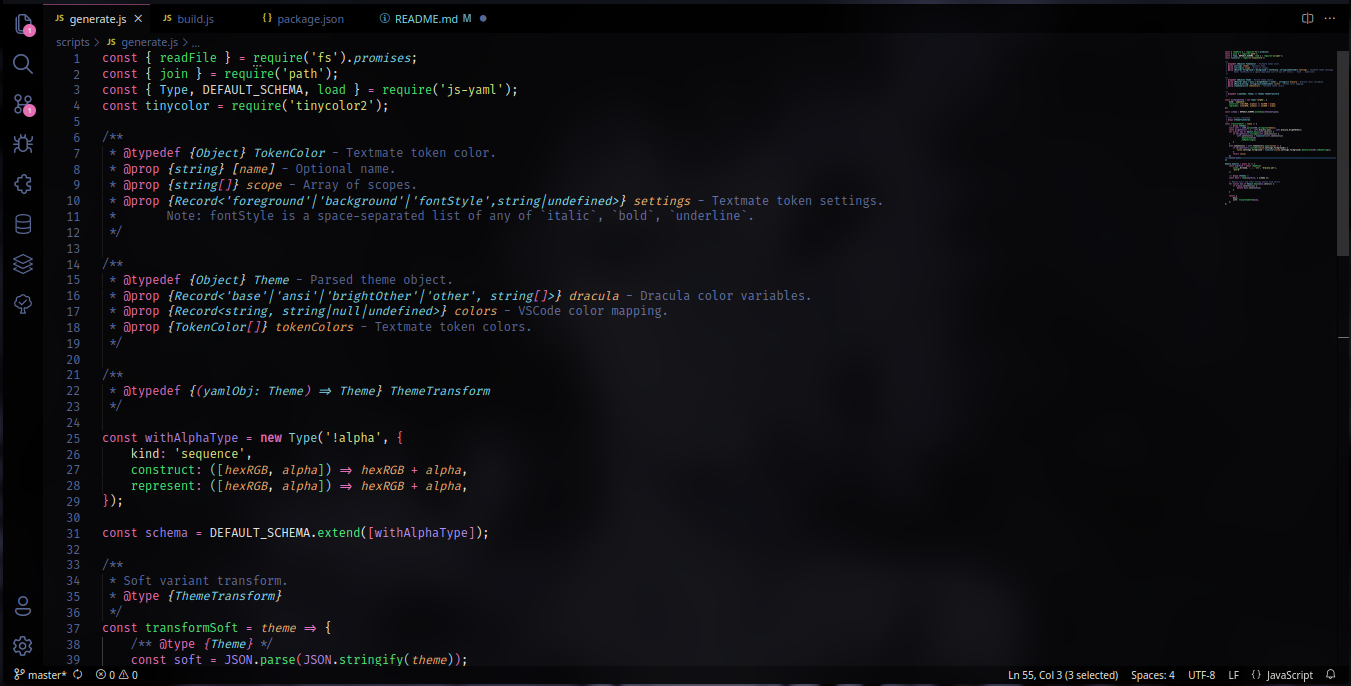 JS generate.js × JS build.js {} package.json README.md M
scripts > JS generate.js > ...
1 const { readFile } = require('fs').promises;
2 const { join } = require('path');
3 const { Type, DEFAULT_SCHEMA, load } = require('js-yaml');
4 const tinycolor = require('tinycolor2');
5
6 /**
7 * @typedef {Object} TokenColor - Textmate token color.
8 * @prop {string} [name] - Optional name.
9 * @prop {string[]} scope - Array of scopes.
10 * @prop {Record<'foreground'|'background'|'fontStyle',string|undefined>} settings - Textmate token settings.
11 * Note: fontStyle is a space-separated list of any of `italic`, `bold`, `underline`.
12 */
13
14 /**
15 * @typedef {Object} Theme - Parsed theme object.
16 * @prop {Record<'base'|'ansi'|'brightOther'|'other', string[]>} dracula - Dracula color variables.
17 * @prop {Record<string, string|null|undefined>} colors - VSCode color mapping.
18 * @prop {TokenColor[]} tokenColors - Textmate token colors.
19 */
20
21 /**
22 * @typedef {(yamlObj: Theme) ⇒ Theme} ThemeTransform
23 */
24
25 const withAlphaType = new Type('!alpha', {
26 kind: 'sequence',
27 construct: ([hexRGB, alpha]) ⇒ hexRGB + alpha,
28 represent: ([hexRGB, alpha]) ⇒ hexRGB + alpha,
29 });
30
31 const schema = DEFAULT_SCHEMA.extend([withAlphaType]);
32
33 /**
34 * Soft variant transform.
35 * @type {ThemeTransform}
36 */
37 const transformSoft = theme ⇒ {
38 /** @type {Theme} */
39 const soft = JSON.parse(JSON.stringify(theme));
1
1
master* 0 0 Ln 55, Col 3 (3 selected) Spaces: 4 UTF-8 LF {} JavaScript